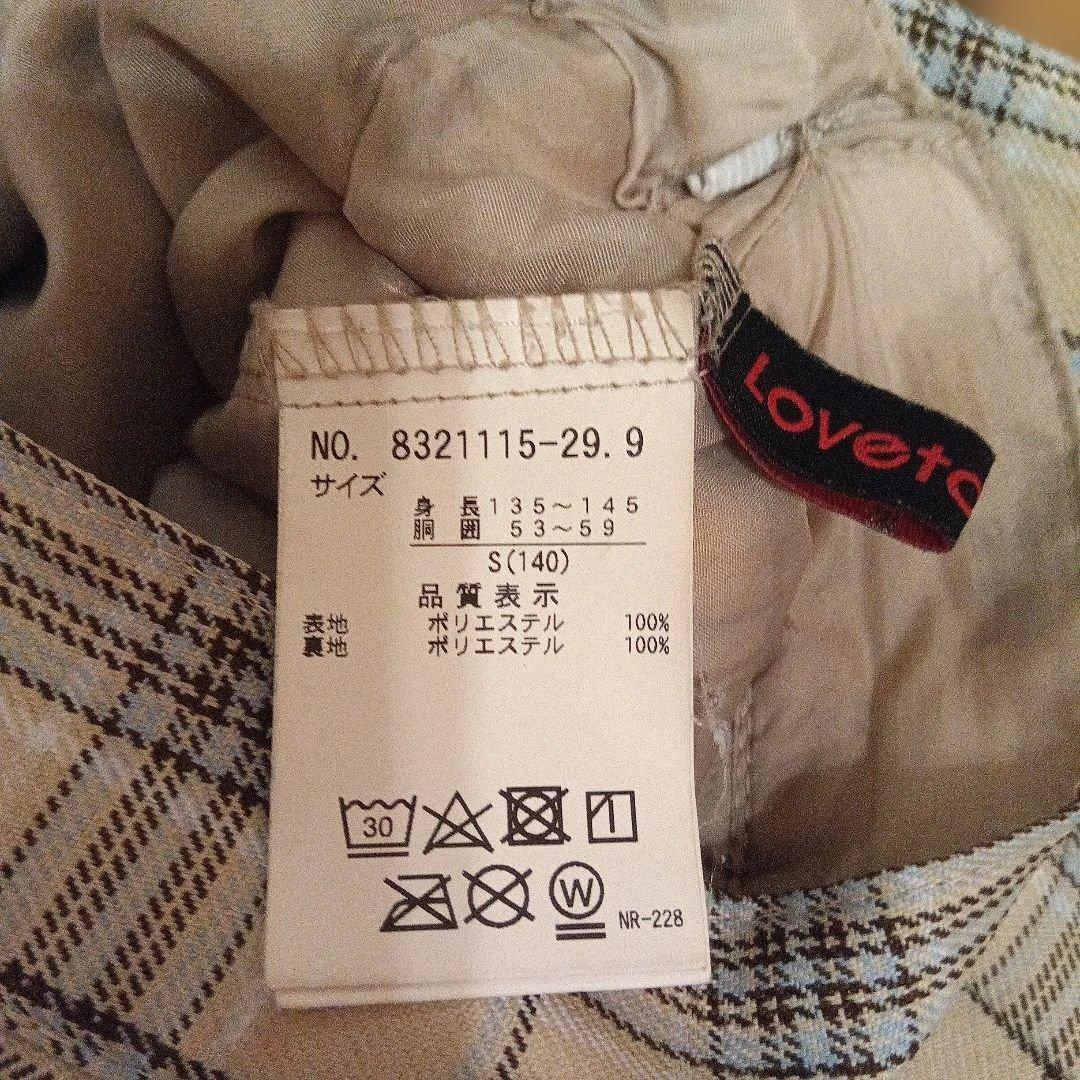 NO. 8321115-29.9
サイズ
身長135～145
胴囲 53～59
S(140)
品質表示
表地 ポリエステル 100%
裏地 ポリエステル 100%
30
W
NR-228
Loveto